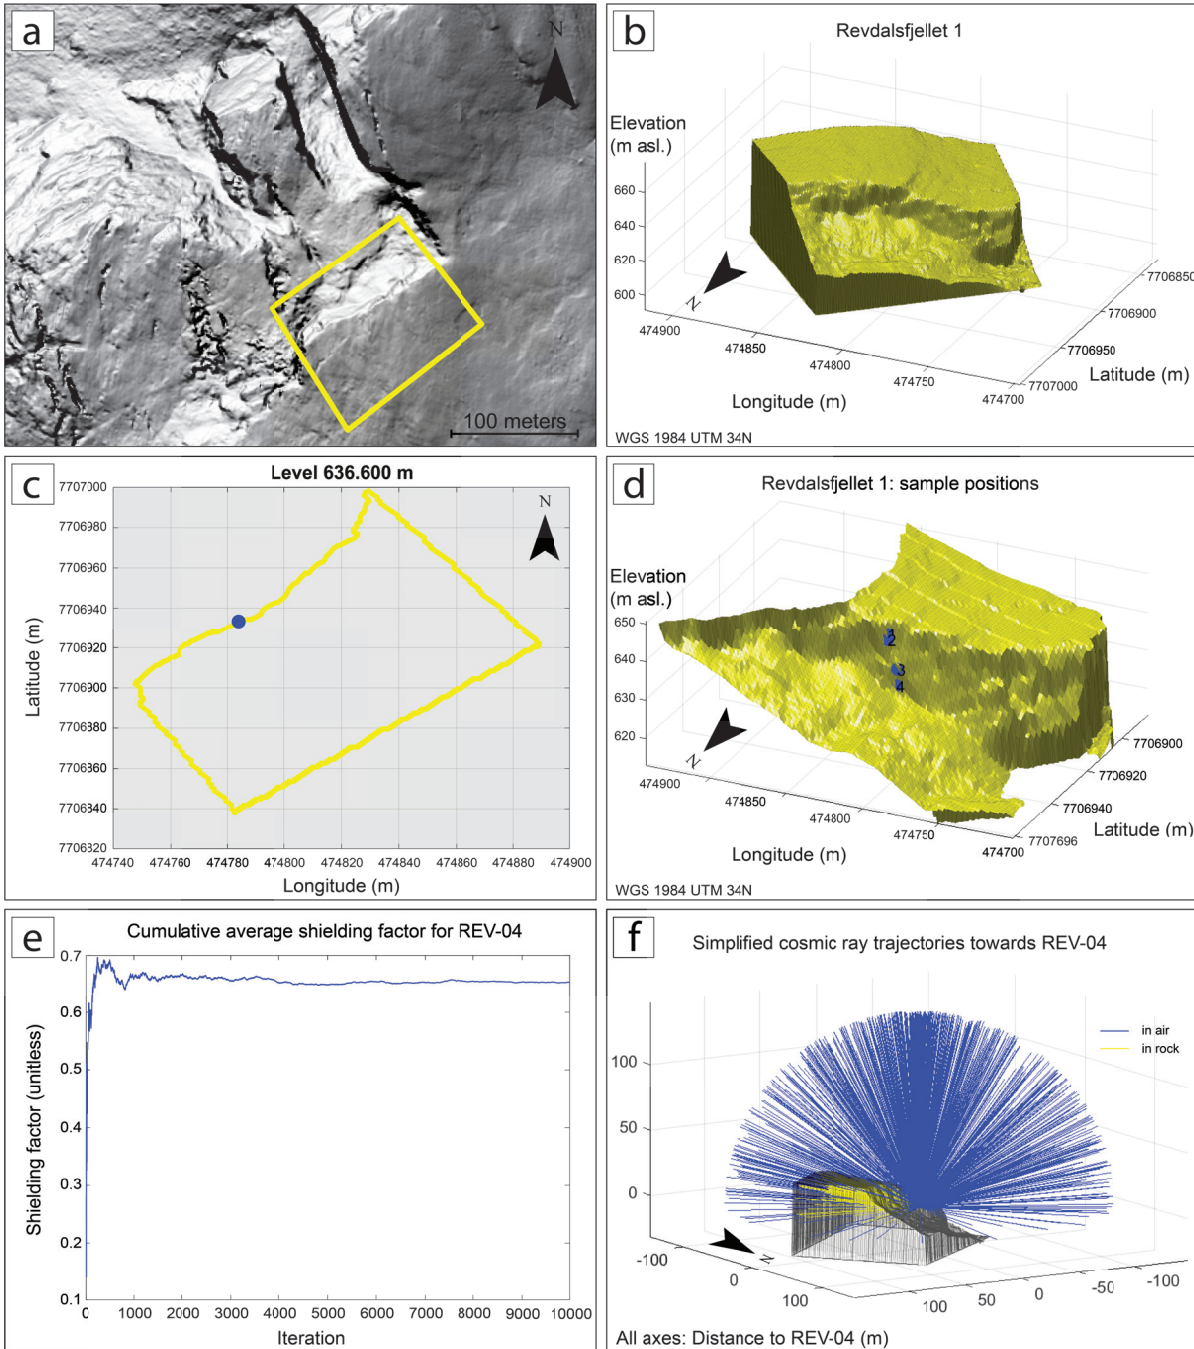 a
N
100 meters
b
Revdalsfjellet 1
Elevation
(m asl.)
660
640
620
600
N
474900
474850
474800
474750
474700
7706850
7706900
7706950
7707000
Longitude (m)
Latitude (m)
WGS 1984 UTM 34N
c
Level 636.600 m
N
7707000
7706980
7706960
7706940
7706920
7706900
7706880
7706360
7706340
7706320
Latitude (m)
474740
474760
474780
474800
474820
474840
474860
474880
474900
Longitude (m)
d
Revdalsfjellet 1: sample positions
Elevation
(m asl.)
650
640
630
620
2
3
4
N
474900
474850
474800
474750
474700
7706900
7706920
7706940
7707696
Longitude (m)
Latitude (m)
WGS 1984 UTM 34N
e
Cumulative average shielding factor for REV-04
0.7
0.6
0.5
0.4
0.3
0.2
0.1
Shielding factor (unitless)
0
1000
2000
3000
4000
5000
6000
7000
8000
9000
10000
Iteration
f
Simplified cosmic ray trajectories towards REV-04
in air
in rock
100
50
0
-100
0
100
N
100
50
0
-50
-100
All axes: Distance to REV-04 (m)